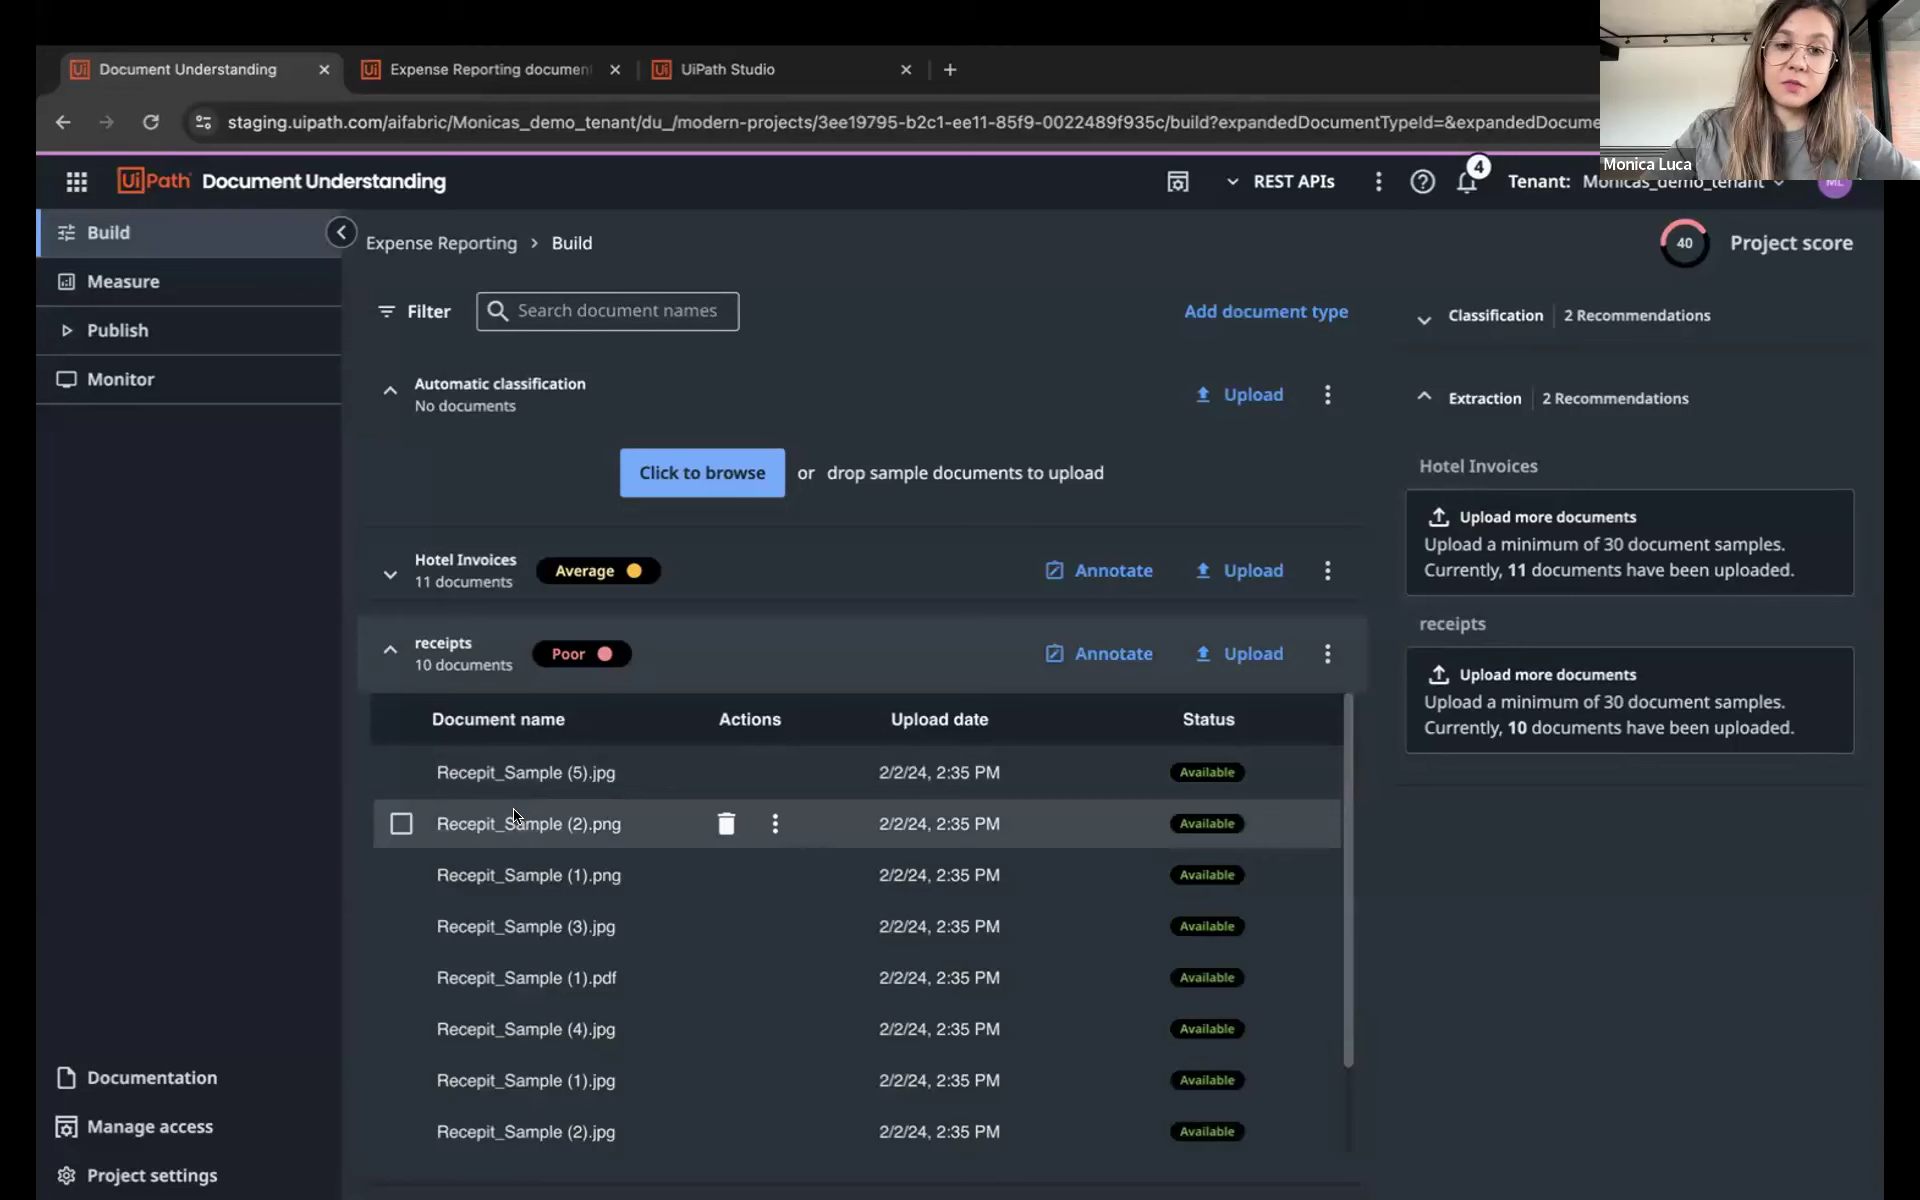 Document Understanding
Expense Reporting documen
UiPath Studio
staging.uipath.com/aifabric/Monicas_demo_tenant/du_/modern-projects/3ee19795-b2c1-ee11-85f9-0022489f935c/build?expandedDocumentTypeId=&expandedDocume
Monica Luca
UiPath Document Understanding
REST APIs
4
Tenant: Monicas_demo_tenant
ML
Build
Measure
Publish
Monitor
Expense Reporting > Build
40 Project score
Filter
Search document names
Add document type
Automatic classification
No documents
Upload
Click to browse or drop sample documents to upload
Hotel Invoices
11 documents
Average
Annotate
Upload
receipts
10 documents
Poor
Annotate
Upload
Document name Actions Upload date Status
Recepit_Sample (5).jpg 2/2/24, 2:35 PM Available
Recepit_Sample (2).png 2/2/24, 2:35 PM Available
Recepit_Sample (1).png 2/2/24, 2:35 PM Available
Recepit_Sample (3).jpg 2/2/24, 2:35 PM Available
Recepit_Sample (1).pdf 2/2/24, 2:35 PM Available
Recepit_Sample (4).jpg 2/2/24, 2:35 PM Available
Recepit_Sample (1).jpg 2/2/24, 2:35 PM Available
Recepit_Sample (2).jpg 2/2/24, 2:35 PM Available
Classification 2 Recommendations
Extraction 2 Recommendations
Hotel Invoices
Upload more documents
Upload a minimum of 30 document samples.
Currently, 11 documents have been uploaded.
receipts
Upload more documents
Upload a minimum of 30 document samples.
Currently, 10 documents have been uploaded.
Documentation
Manage access
Project settings